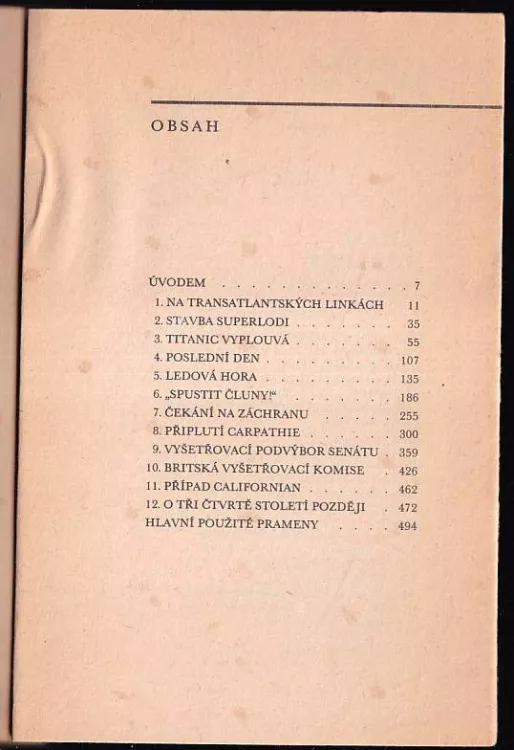 OBSAH
ÚVODEM . . . . . . . . . . . . . 7
1. NA TRANSATLANTSKÝCH LINKÁCH 11
2. STAVBA SUPERLODI . . . . . . . 35
3. TITANIC VYPLOUVÁ . . . . . . . 55
4. POSLEDNÍ DEN . . . . . . . . . 107
5. LEDOVÁ HORA . . . . . . . . . 135
6. „SPUSTIT ČLUNY!“ . . . . . . . 186
7. ČEKÁNÍ NA ZÁCHRANU . . . . . 255
8. PŘIPLUTÍ CARPATHIE . . . . . . 300
9. VYŠETŘOVACÍ PODVÝBOR SENÁTU . 359
10. BRITSKÁ VYŠETŘOVACÍ KOMISE . 426
11. PŘÍPAD CALIFORNIAN . . . . . . 462
12. O TŘI ČTVRTĚ STOLETÍ POZDĚJI . 472
HLAVNÍ POUŽITÉ PRAMENY . . . . 494